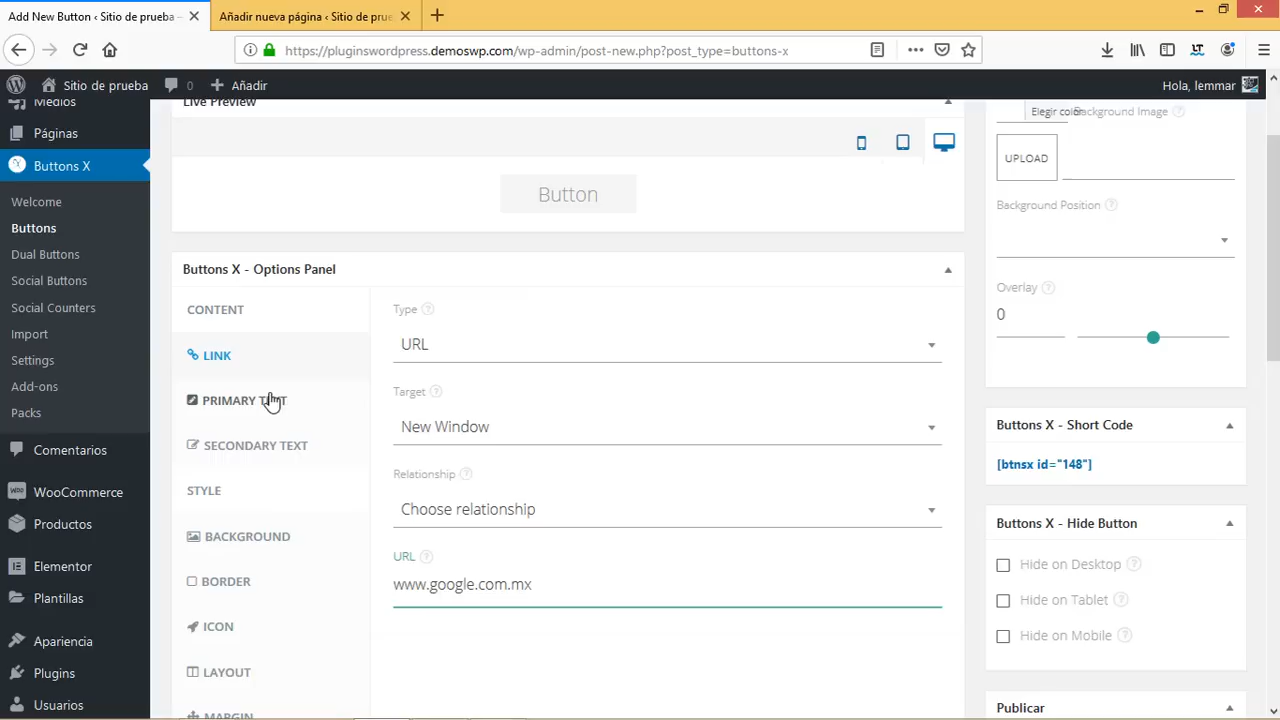 Add New Button ‹ Sitio de prueba –
Añadir nueva página ‹ Sitio de prue
https://pluginswordpress.demoswp.com/wp-admin/post-new.php?post_type=buttons-x
Sitio de prueba
0
Añadir
Hola, lemmar
Medios
Páginas
Buttons X
Welcome
Buttons
Dual Buttons
Social Buttons
Social Counters
Import
Settings
Add-ons
Packs
Comentarios
WooCommerce
Productos
Elementor
Plantillas
Apariencia
Plugins
Usuarios
Live Preview
Button
Buttons X - Options Panel
CONTENT
LINK
PRIMARY TEXT
SECONDARY TEXT
STYLE
BACKGROUND
BORDER
ICON
LAYOUT
MARGIN
Type
URL
Target
New Window
Relationship
Choose relationship
URL
www.google.com.mx
Elegir color
Background Image
UPLOAD
Background Position
Overlay
0
Buttons X - Short Code
[btnsx id="148"]
Buttons X - Hide Button
Hide on Desktop
Hide on Tablet
Hide on Mobile
Publicar